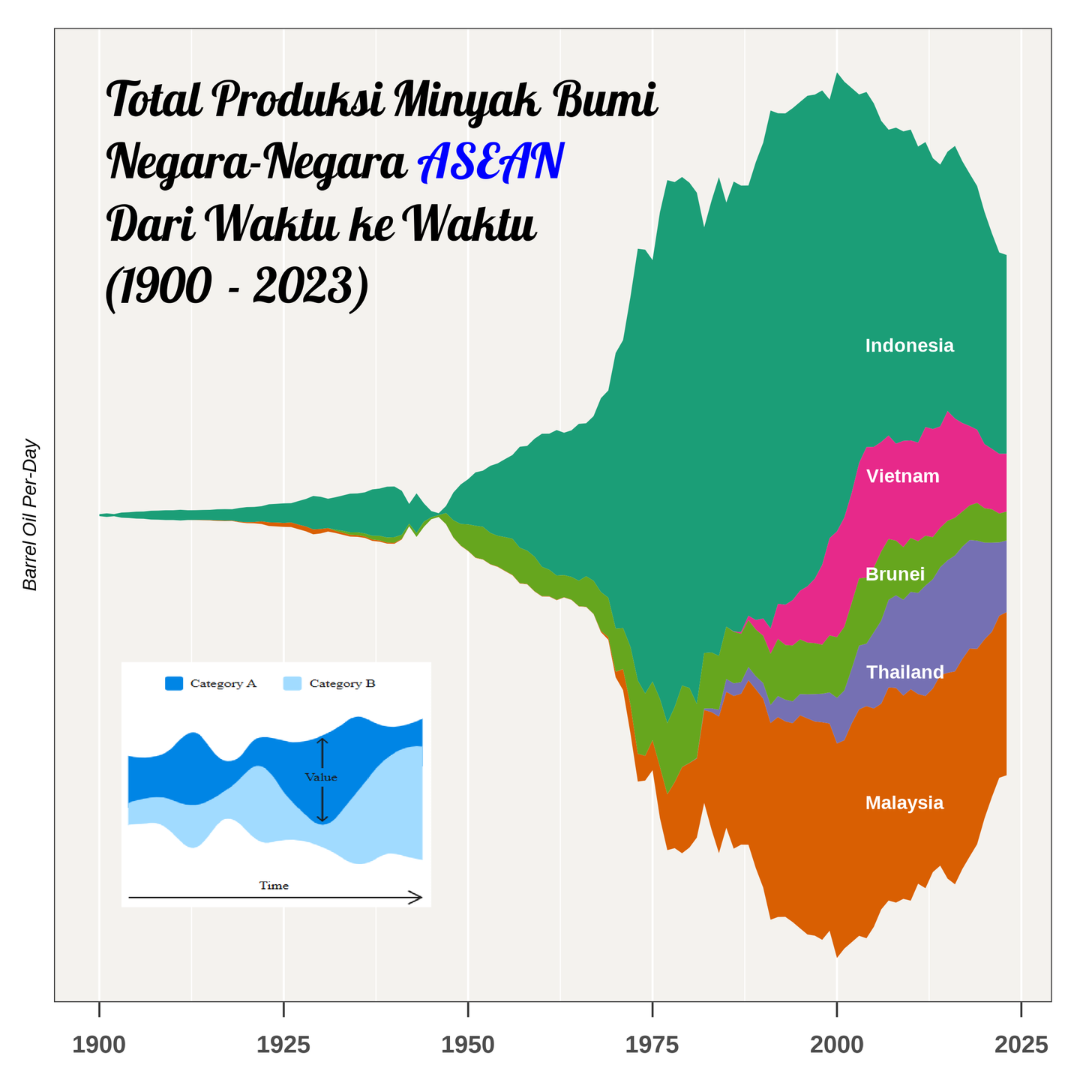 Total Produksi Minyak Bumi
Negara-Negara ASEAN
Dari Waktu ke Waktu
(1900 - 2023)
Barrel Oil Per-Day
Indonesia
Vietnam
Brunei
Thailand
Malaysia
Category A Category B
Value
Time
1900 1925 1950 1975 2000 2025